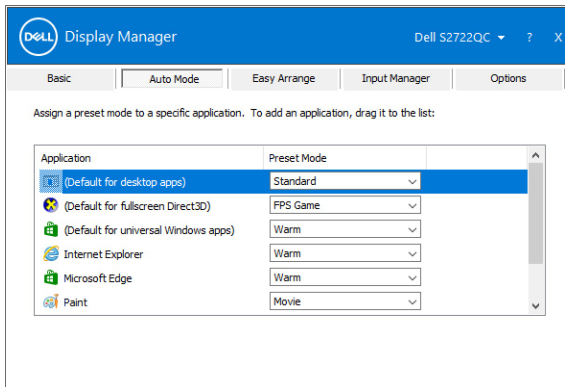 DELL Display Manager Dell S2722QC ? X
Basic Auto Mode Easy Arrange Input Manager Options
Assign a preset mode to a specific application. To add an application, drag it to the list:
Application Preset Mode
(Default for desktop apps) Standard
(Default for fullscreen Direct3D) FPS Game
(Default for universal Windows apps) Warm
Internet Explorer Warm
Microsoft Edge Warm
Paint Movie